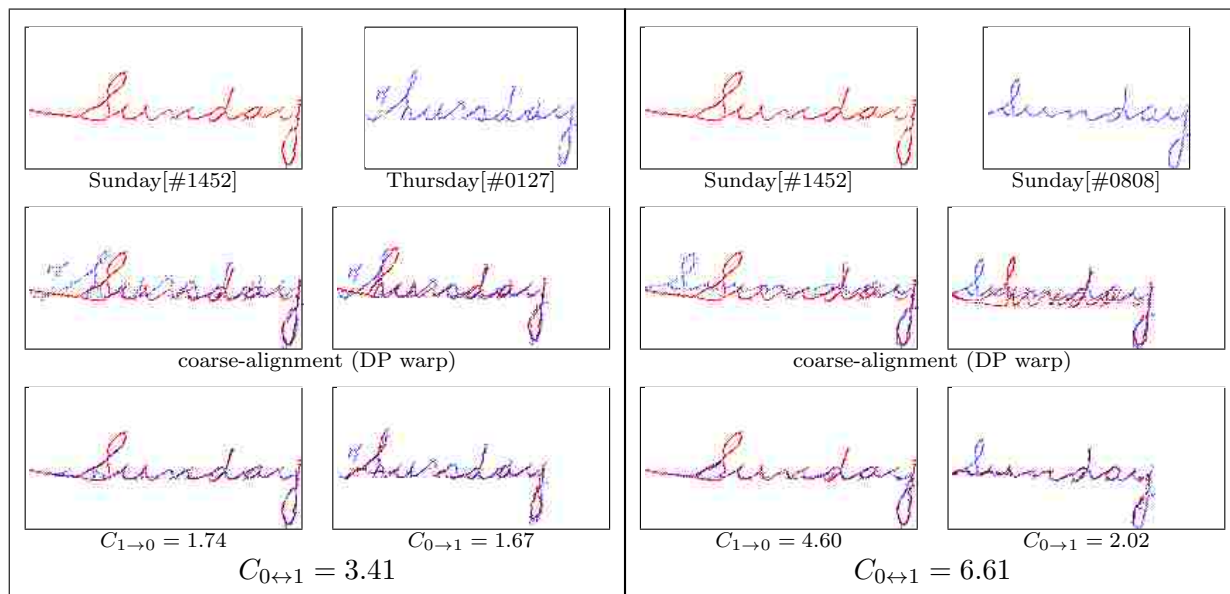 Sunday Thursday Sunday Sunday
Sunday[#1452] Thursday[#0127] Sunday[#1452] Sunday[#0808]
coarse-alignment (DP warp) coarse-alignment (DP warp)
Sunday Sunday
C₁→₀ = 1.74 C₀→₁ = 1.67 C₁→₀ = 4.60 C₀→₁ = 2.02
C₀↔₁ = 3.41 C₀↔₁ = 6.61